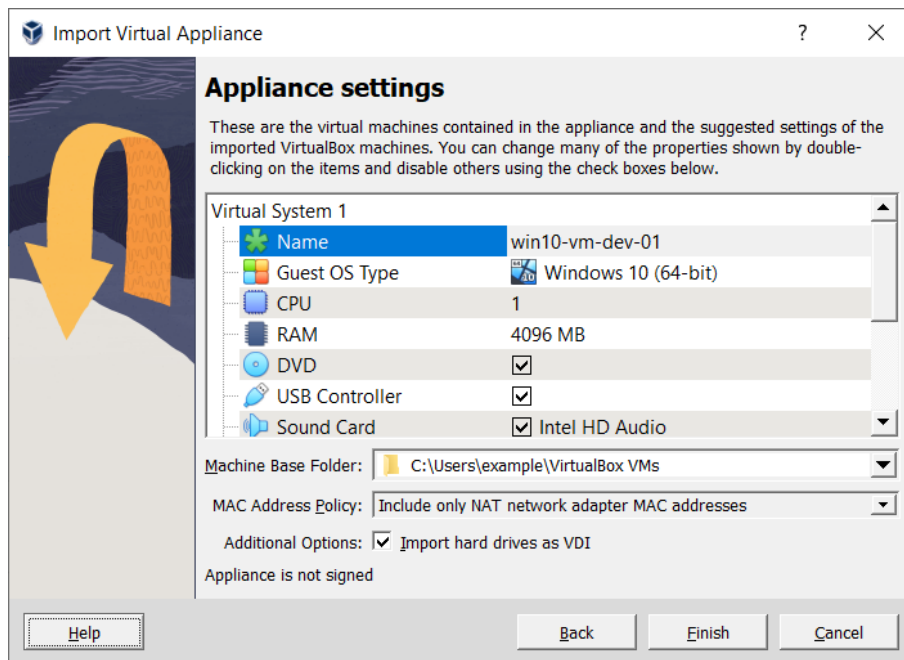 Import Virtual Appliance
Appliance settings
These are the virtual machines contained in the appliance and the suggested settings of the
imported VirtualBox machines. You can change many of the properties shown by double-
clicking on the items and disable others using the check boxes below.
Virtual System 1
Name win10-vm-dev-01
Guest OS Type Windows 10 (64-bit)
CPU 1
RAM 4096 MB
DVD
USB Controller
Sound Card Intel HD Audio
Machine Base Folder: C:\Users\example\VirtualBox VMs
MAC Address Policy: Include only NAT network adapter MAC addresses
Additional Options: Import hard drives as VDI
Appliance is not signed
Help Back Finish Cancel